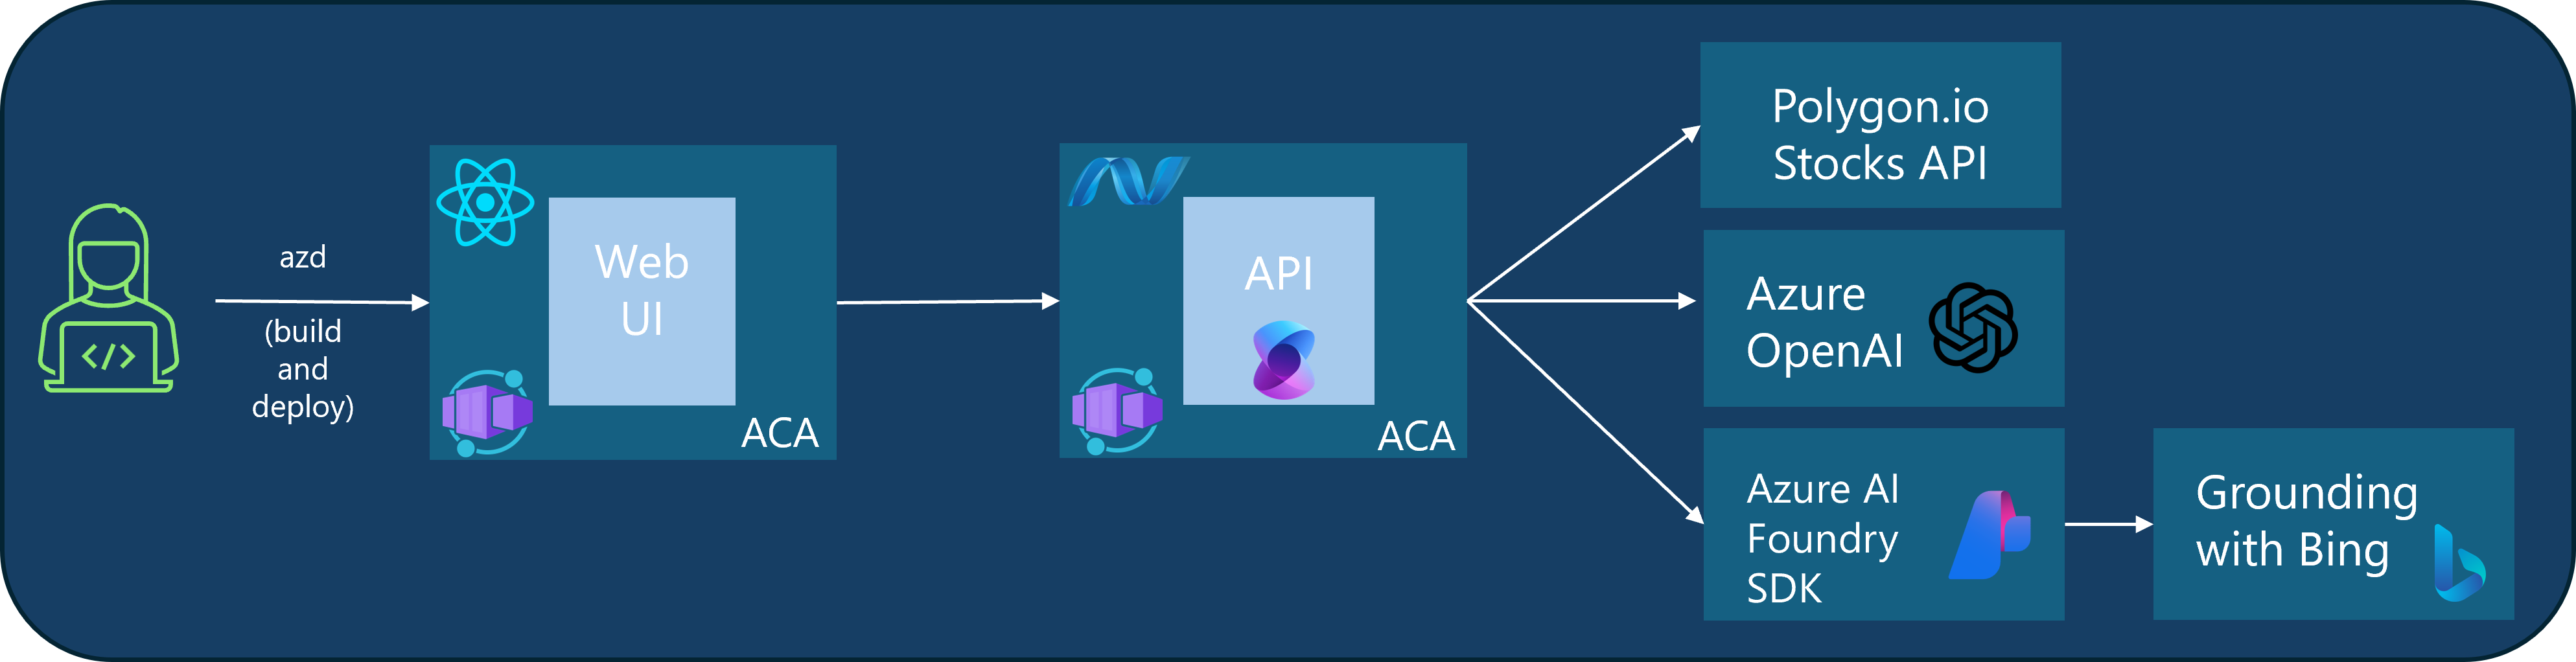 azd
(build
and
deploy)
Web
UI
ACA
API
ACA
Polygon.io
Stocks API
Azure
OpenAI
Azure AI
Foundry
SDK
Grounding
with Bing